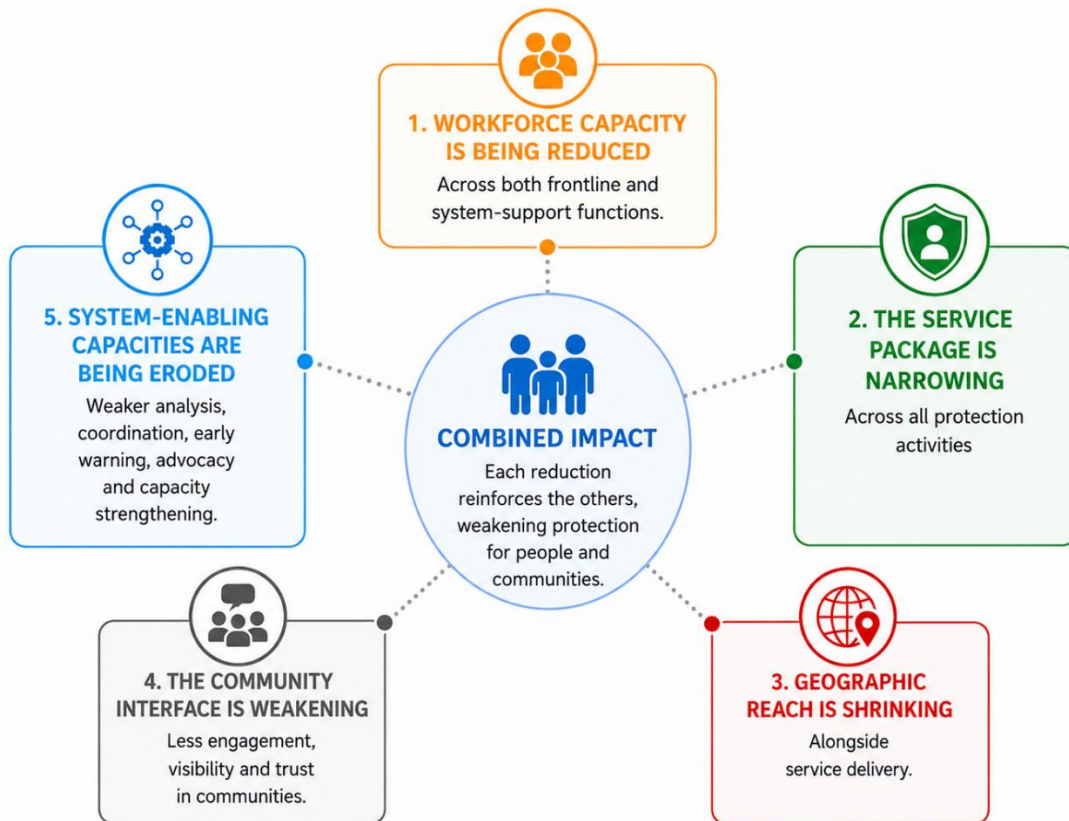 1. WORKFORCE CAPACITY
IS BEING REDUCED
Across both frontline and
system-support functions.
2. THE SERVICE
PACKAGE IS
NARROWING
Across all protection
activities
3. GEOGRAPHIC
REACH IS SHRINKING
Alongside
service delivery.
4. THE COMMUNITY
INTERFACE IS WEAKENING
Less engagement,
visibility and trust
in communities.
5. SYSTEM-ENABLING
CAPACITIES ARE
BEING ERODED
Weaker analysis,
coordination, early
warning, advocacy
and capacity
strengthening.
COMBINED IMPACT
Each reduction
reinforces the others,
weakening protection
for people and
communities.